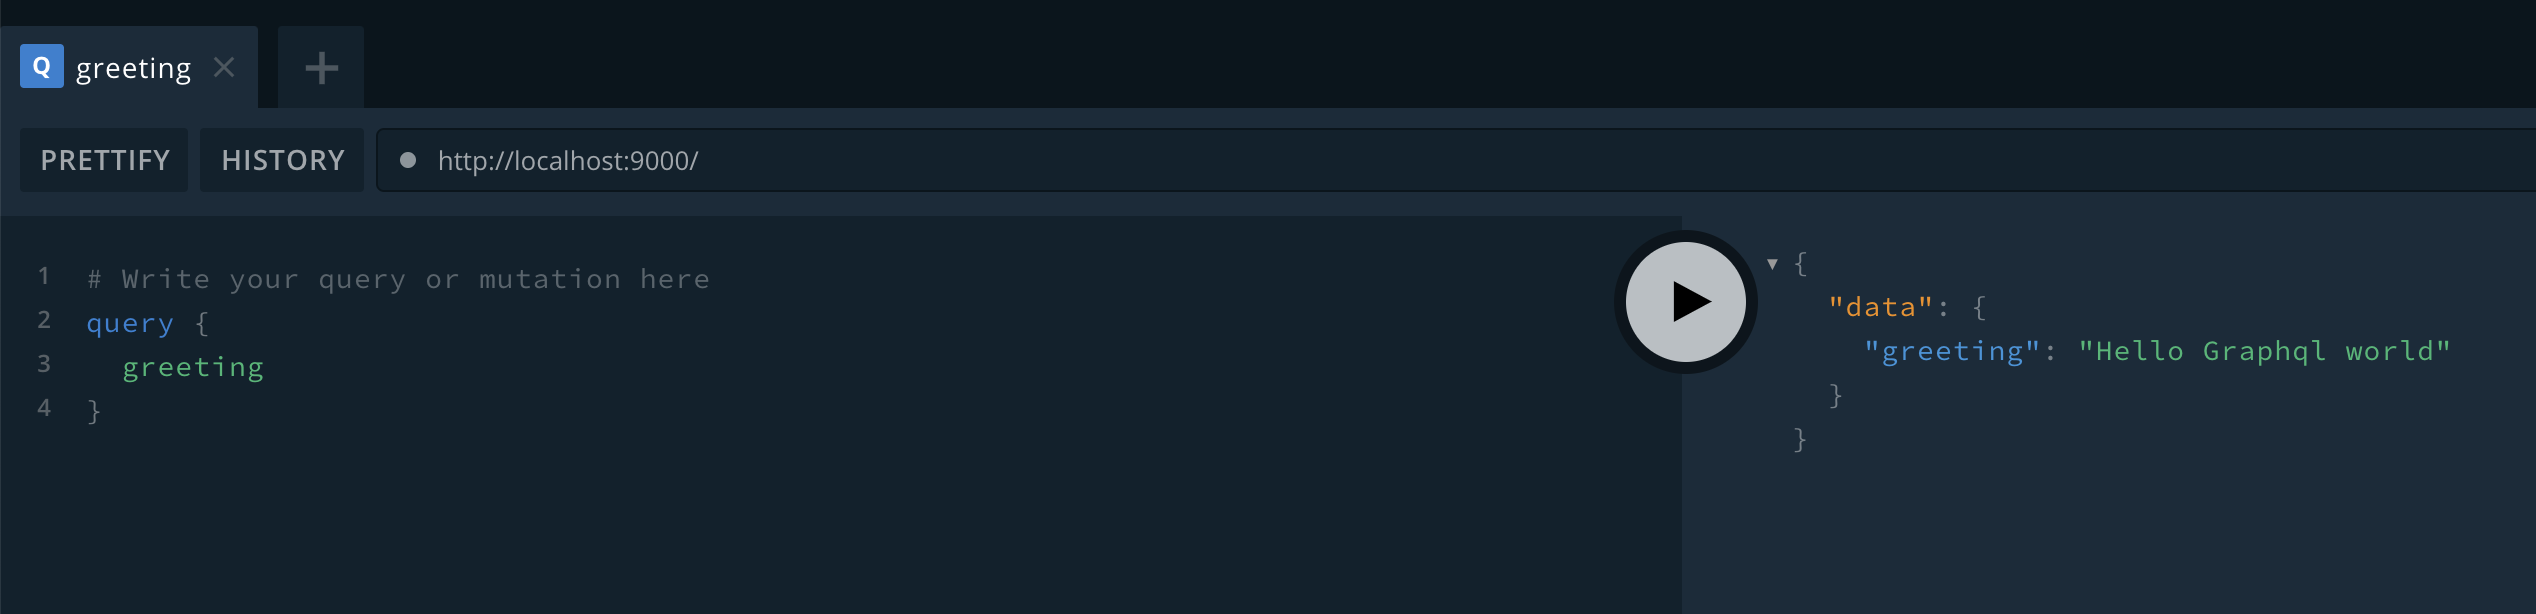 Q greeting ×
+
PRETTIFY HISTORY http://localhost:9000/
1 # Write your query or mutation here
2 query {
3   greeting
4 }
▼ {
  "data": {
    "greeting": "Hello Graphql world"
  }
}